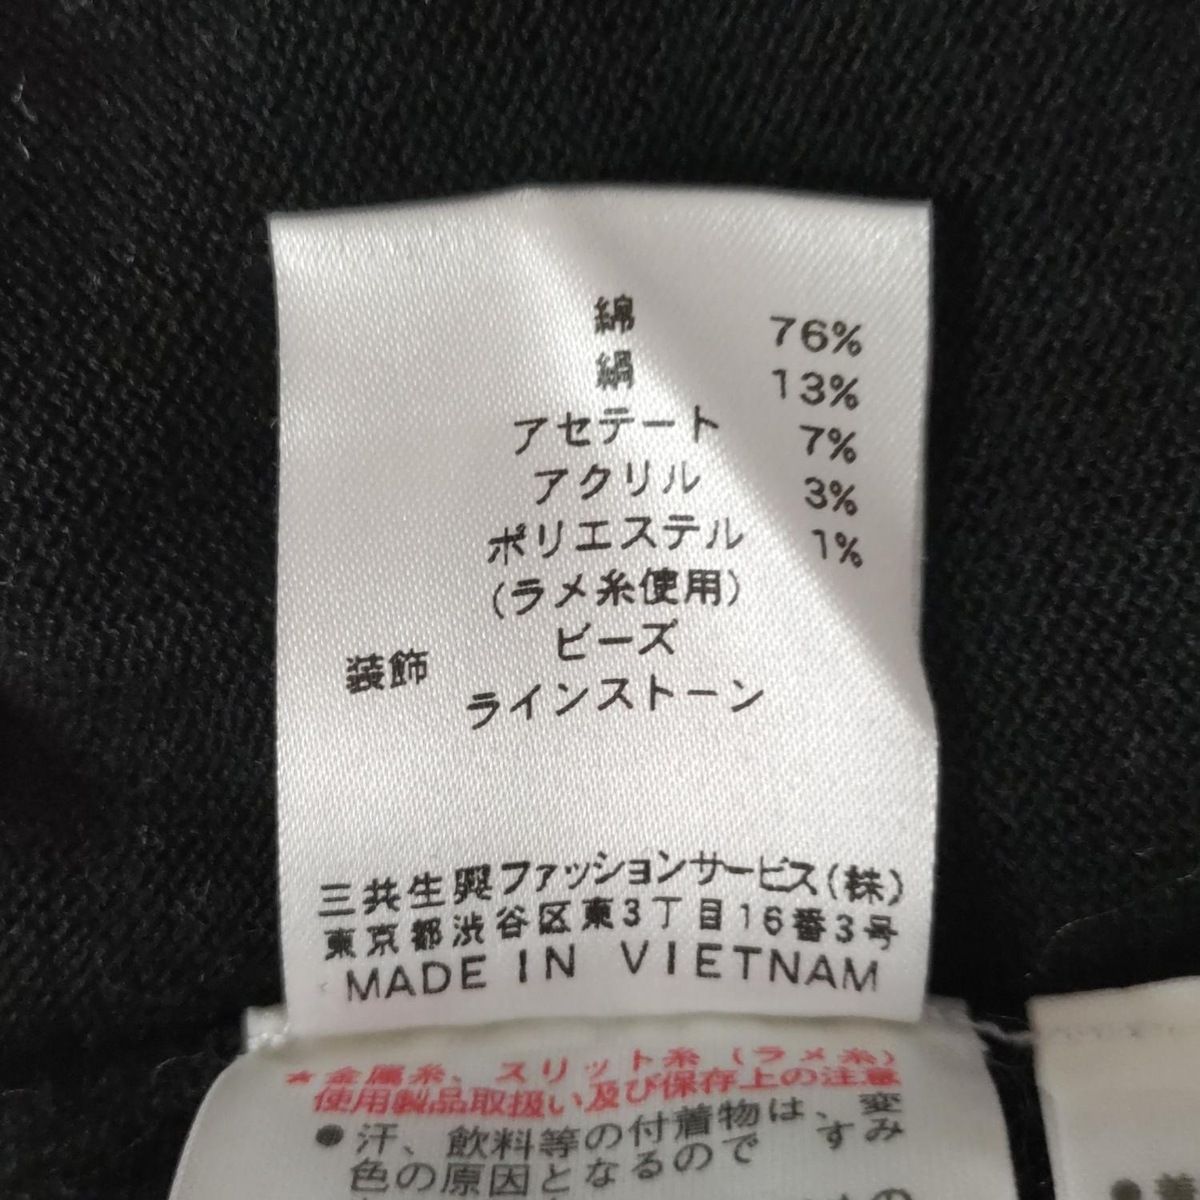 綿 76%
絹 13%
アセテート 7%
アクリル 3%
ポリエステル 1%
(ラメ糸使用)
ビーズ
装飾
ラインストーン
三共生興ファッションサービス(株)
東京都渋谷区東3丁目16番3号
MADE IN VIETNAM
★金属糸、スリット糸(ラメ糸)
使用製品取扱い及び保存上の注意
●汗、飲料等の付着物は、変
色の原因となるので すみ